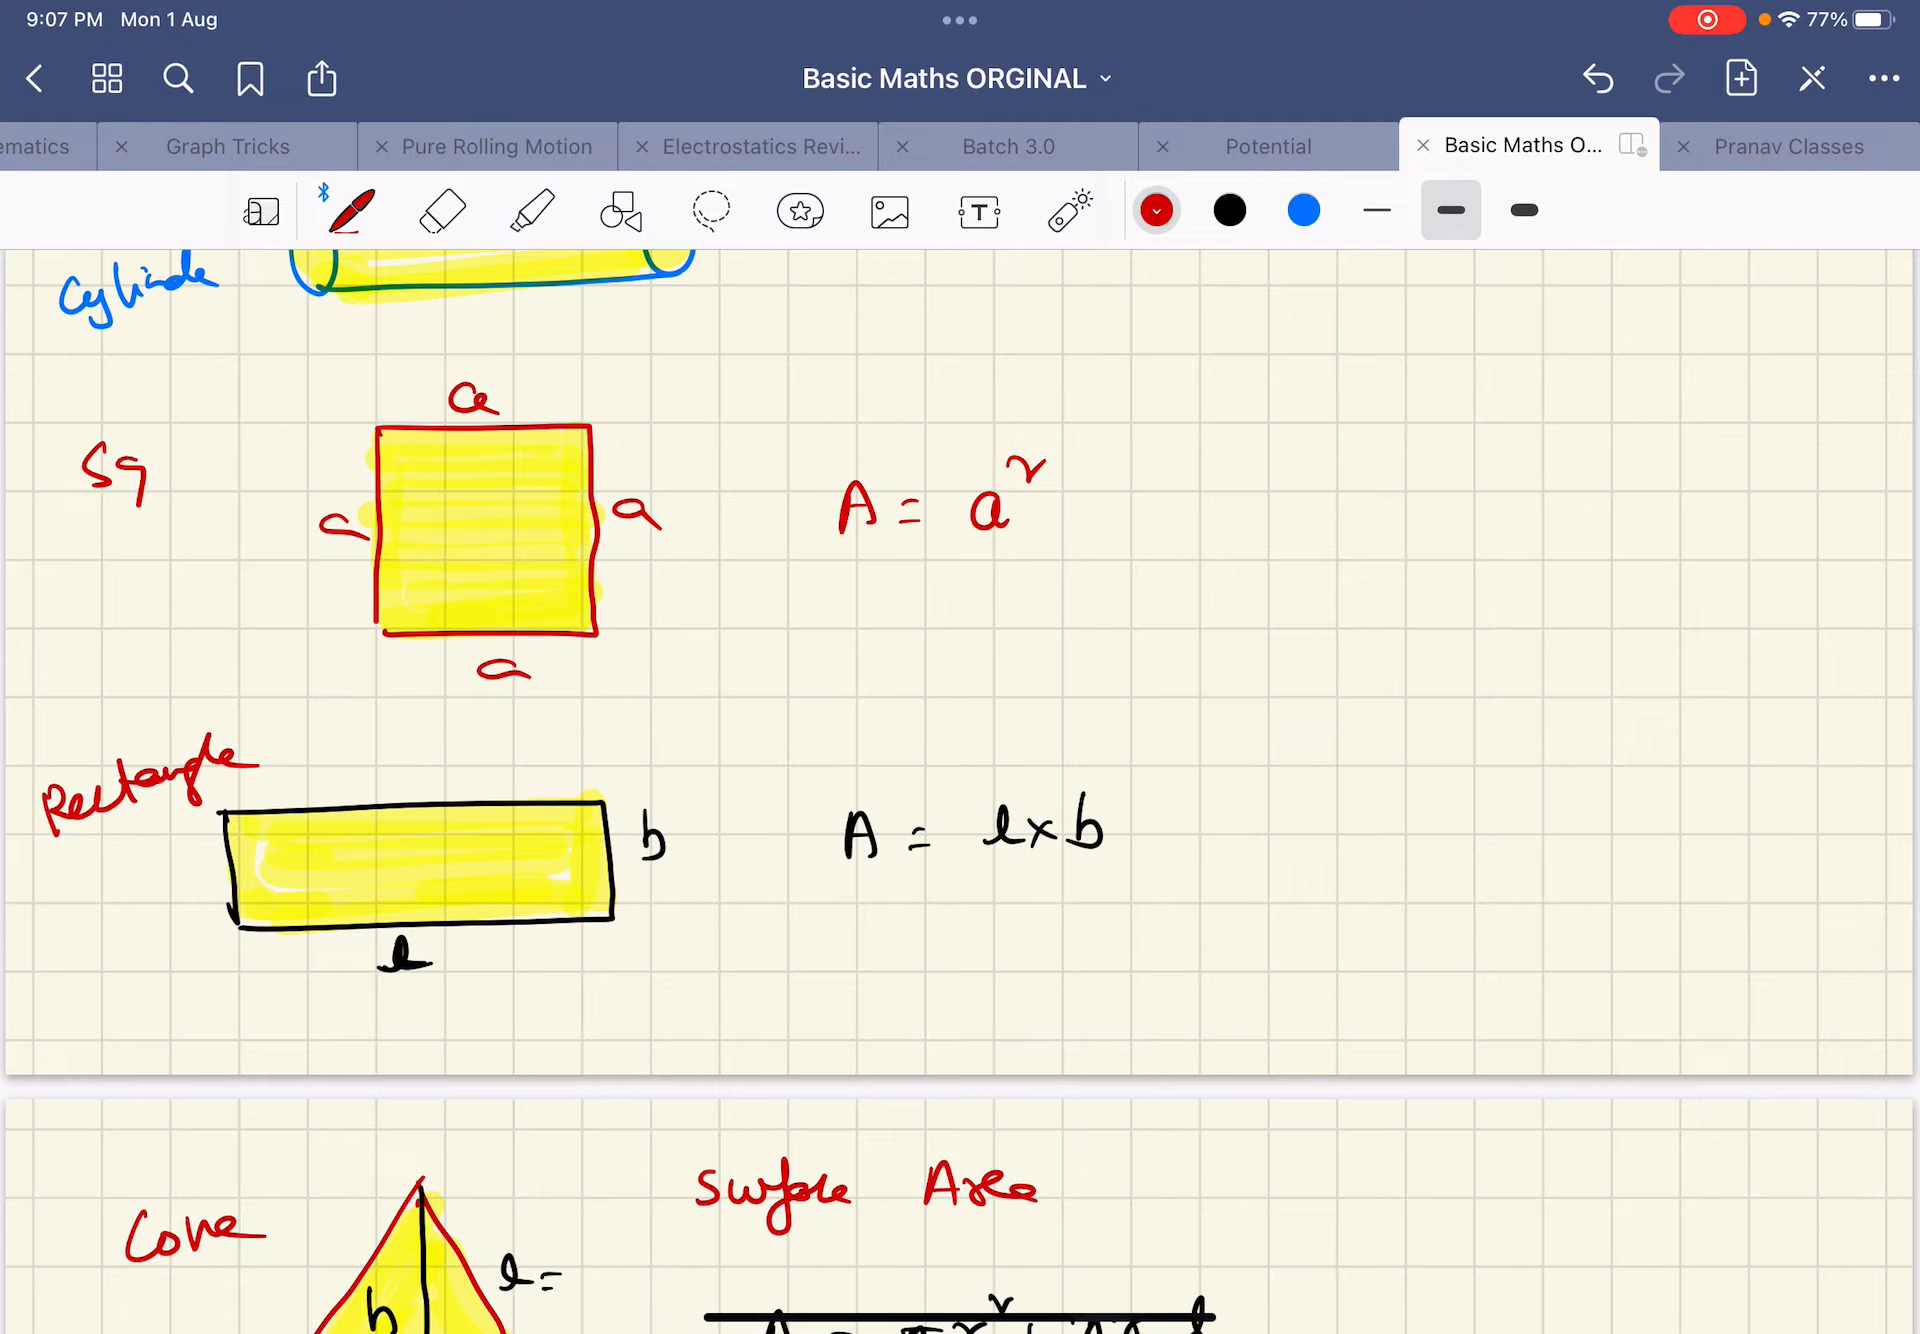 9:07 PM Mon 1 Aug
77%
Basic Maths ORGINAL
ematics
Graph Tricks
Pure Rolling Motion
Electrostatics Revi...
Batch 3.0
Potential
Basic Maths O...
Pranav Classes
Cylinde
a
Sq
a
a
A = a²
a
Rectangle
b
A = l×b
l
Cone
Surface Area
l =
h